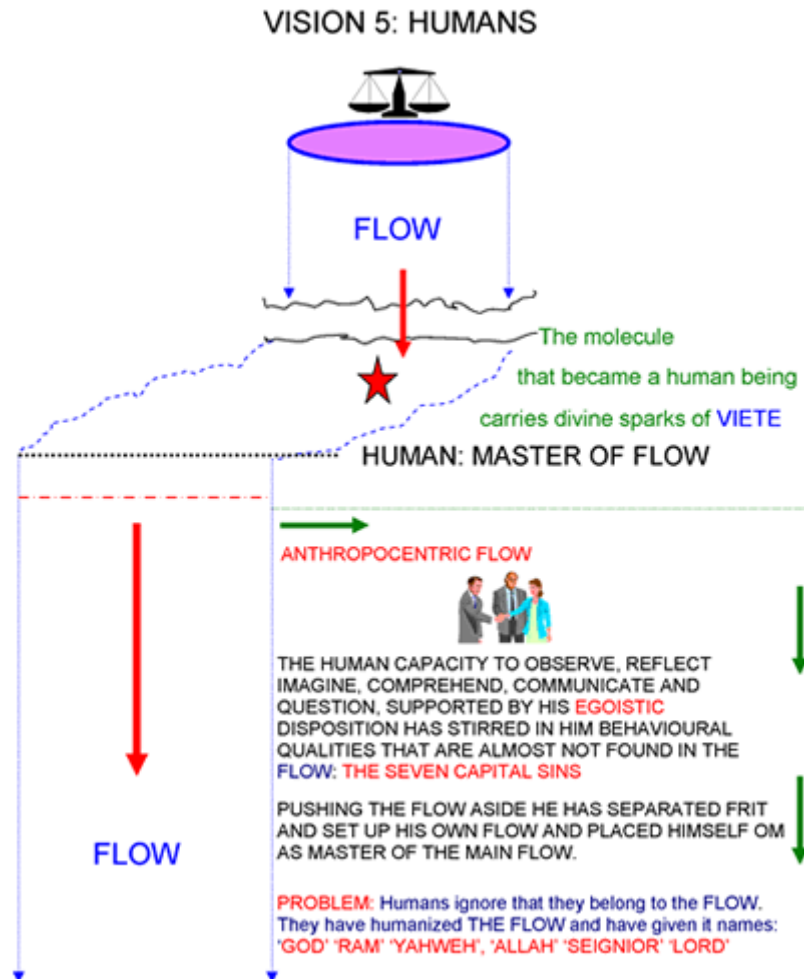 VISION 5: HUMANS
FLOW
The molecule
that became a human being
carries divine sparks of VIETE
HUMAN: MASTER OF FLOW
ANTHROPOCENTRIC FLOW
THE HUMAN CAPACITY TO OBSERVE, REFLECT
IMAGINE, COMPREHEND, COMMUNICATE AND
QUESTION, SUPPORTED BY HIS EGOISTIC
DISPOSITION HAS STIRRED IN HIM BEHAVIOURAL
QUALITIES THAT ARE ALMOST NOT FOUND IN THE
FLOW: THE SEVEN CAPITAL SINS
PUSHING THE FLOW ASIDE HE HAS SEPARATED FRIT
AND SET UP HIS OWN FLOW AND PLACED HIMSELF OM
AS MASTER OF THE MAIN FLOW.
FLOW
PROBLEM: Humans ignore that they belong to the FLOW.
They have humanized THE FLOW and have given it names:
'GOD' 'RAM' 'YAHWEH', 'ALLAH' 'SEIGNIOR' 'LORD'